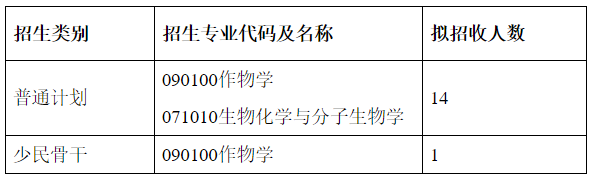 招生类别 招生专业代码及名称 拟招收人数
普通计划 090100作物学 14
071010生物化学与分子生物学
少民骨干 090100作物学 1